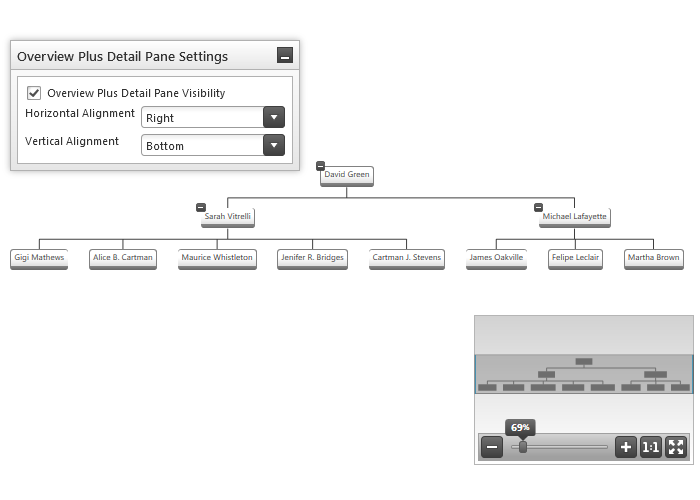 Overview Plus Detail Pane Settings
Overview Plus Detail Pane Visibility
Horizontal Alignment Right
Vertical Alignment Bottom
David Green
Sarah Vitrelli Michael Lafayette
Gigi Mathews Alice B. Cartman Maurice Whistleton Jenifer R. Bridges Cartman J. Stevens James Oakville Felipe Leclair Martha Brown
69%
1:1